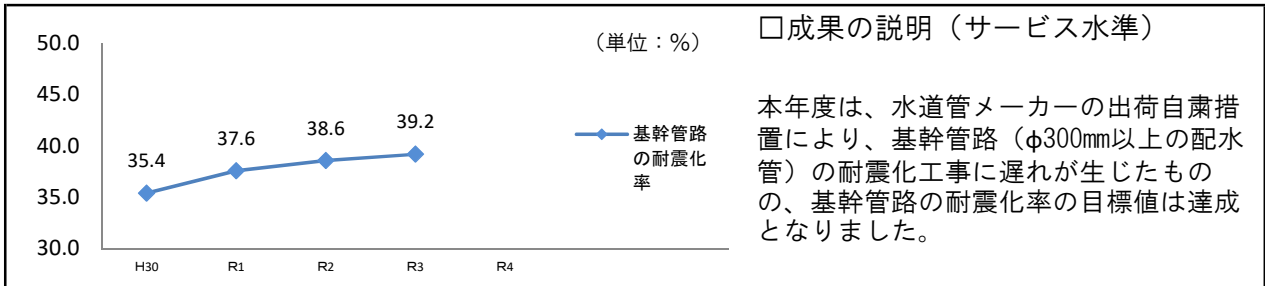 50.0
45.0
40.0
35.0
30.0
(単位：%)
35.4
37.6
38.6
39.2
H30
R1
R2
R3
R4
基幹管路
の耐震化
率
□成果の説明（サービス水準）
本年度は、水道管メーカーの出荷自粛措
置により、基幹管路（φ300㎜以上の配水
管）の耐震化工事に遅れが生じたもの
の、基幹管路の耐震化率の目標値は達成
となりました。